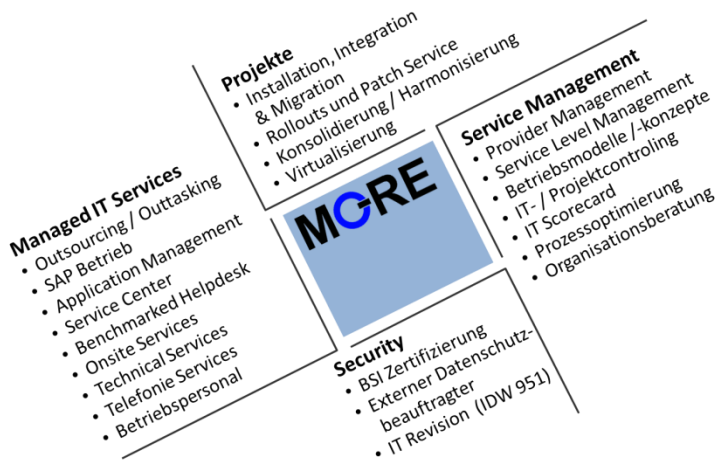 Projekte
• Installation, Integration
& Migration
• Rollouts und Patch Service
• Konsolidierung / Harmonisierung
• Virtualisierung
Service Management
• Provider Management
• Service Level Management
• Betriebsmodelle /-konzepte
• IT- / Projektcontroling
• IT Scorecard
• Prozessoptimierung
• Organisationsberatung
Managed IT Services
• Outsourcing / Outtasking
• SAP Betrieb
• Application Management
• Service Center
• Benchmarked Helpdesk
• Onsite Services
• Technical Services
• Telefonie Services
• Betriebspersonal
MORE
Security
• BSI Zertifizierung
• Externer Datenschutz-
beauftragter
• IT Revision (IDW 951)